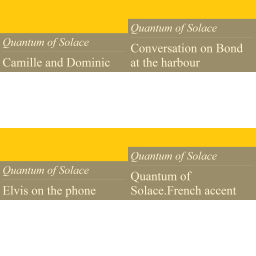 Quantum of Solace
Camille and Dominic
Quantum of Solace
Conversation on Bond
at the harbour
Quantum of Solace
Elvis on the phone
Quantum of Solace
Quantum of
Solace.French accent